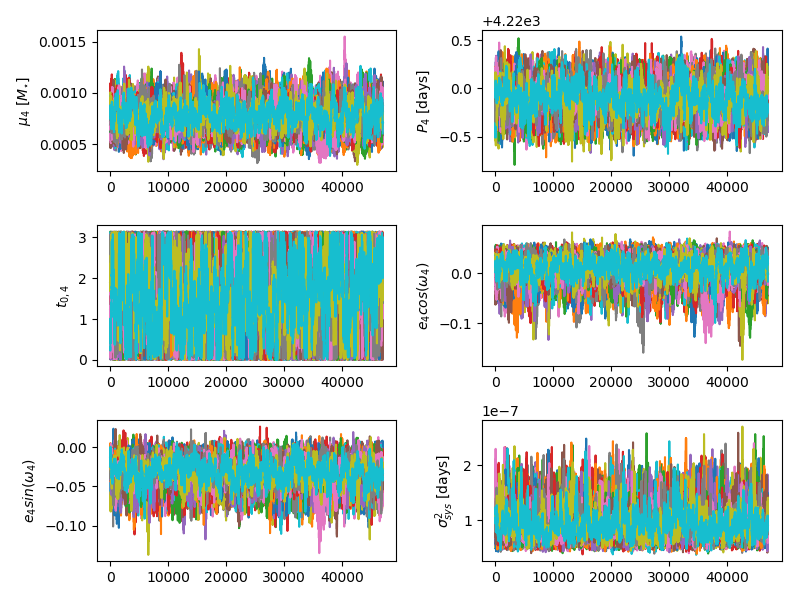 μ₄ [M⋆]
0.0015
0.0010
0.0005
0 10000 20000 30000 40000
+4.22e3
P₄ [days]
0.5
0.0
−0.5
0 10000 20000 30000 40000
t₀,₄
3
2
1
0
0 10000 20000 30000 40000
e₄cos(ω₄)
0.0
−0.1
0 10000 20000 30000 40000
e₄sin(ω₄)
0.00
−0.05
−0.10
0 10000 20000 30000 40000
1e−7
σ²sys [days]
2
1
0 10000 20000 30000 40000